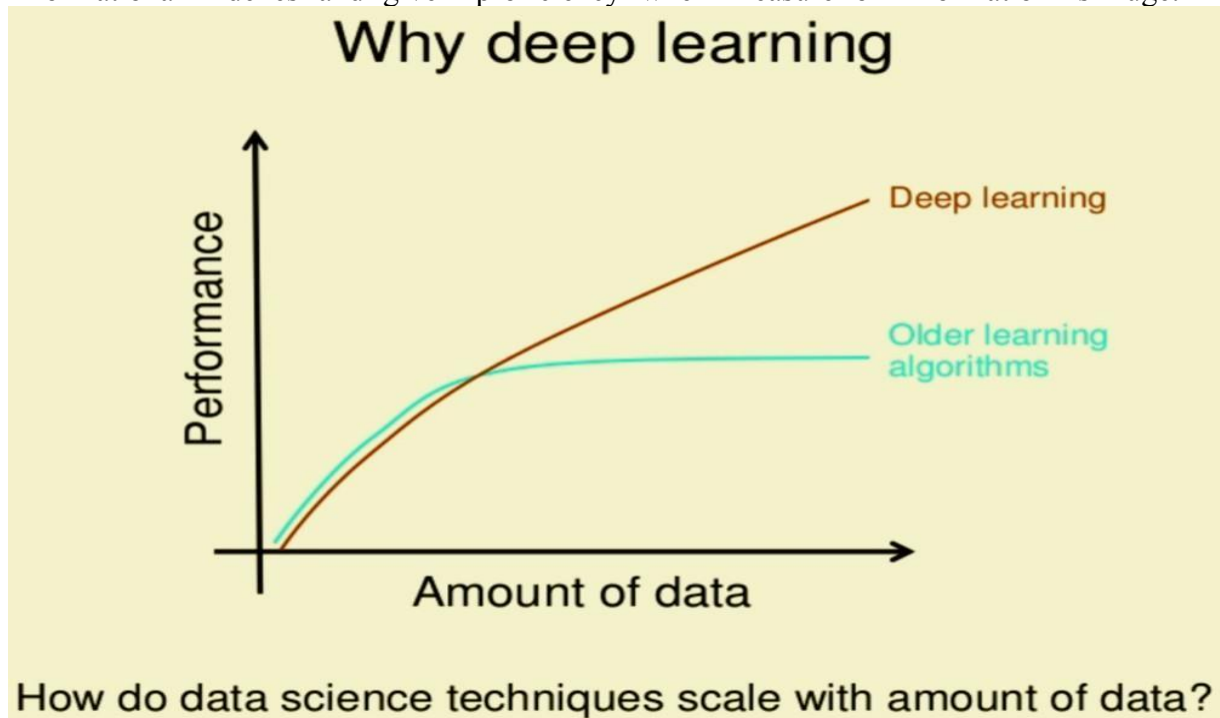 Why deep learning
Performance
Deep learning
Older learning
algorithms
Amount of data
How do data science techniques scale with amount of data?